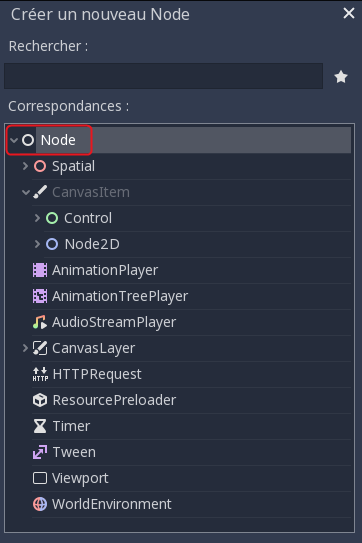 Créer un nouveau Node
Rechercher :
Correspondances :
Node
Spatial
CanvasItem
Control
Node2D
AnimationPlayer
AnimationTreePlayer
AudioStreamPlayer
CanvasLayer
HTTP
HTTPRequest
ResourcePreloader
Timer
Tween
Viewport
WorldEnvironment